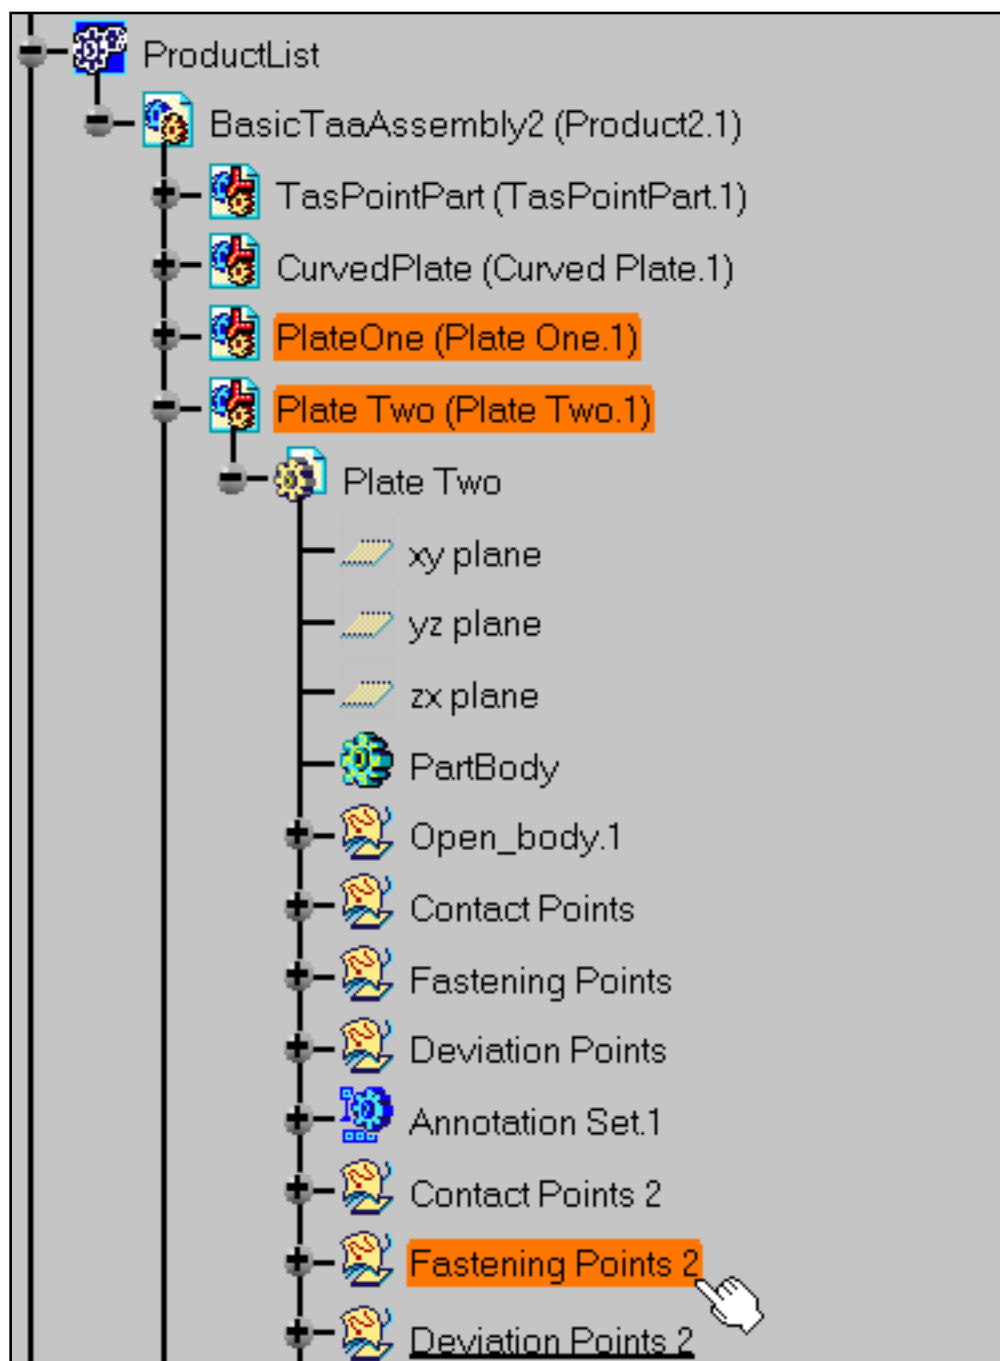 ProductList
BasicTaaAssembly2 (Product2.1)
TasPointPart (TasPointPart.1)
CurvedPlate (Curved Plate.1)
PlateOne (Plate One.1)
Plate Two (Plate Two.1)
Plate Two
xy plane
yz plane
zx plane
PartBody
Open_body.1
Contact Points
Fastening Points
Deviation Points
Annotation Set.1
Contact Points 2
Fastening Points 2
Deviation Points 2